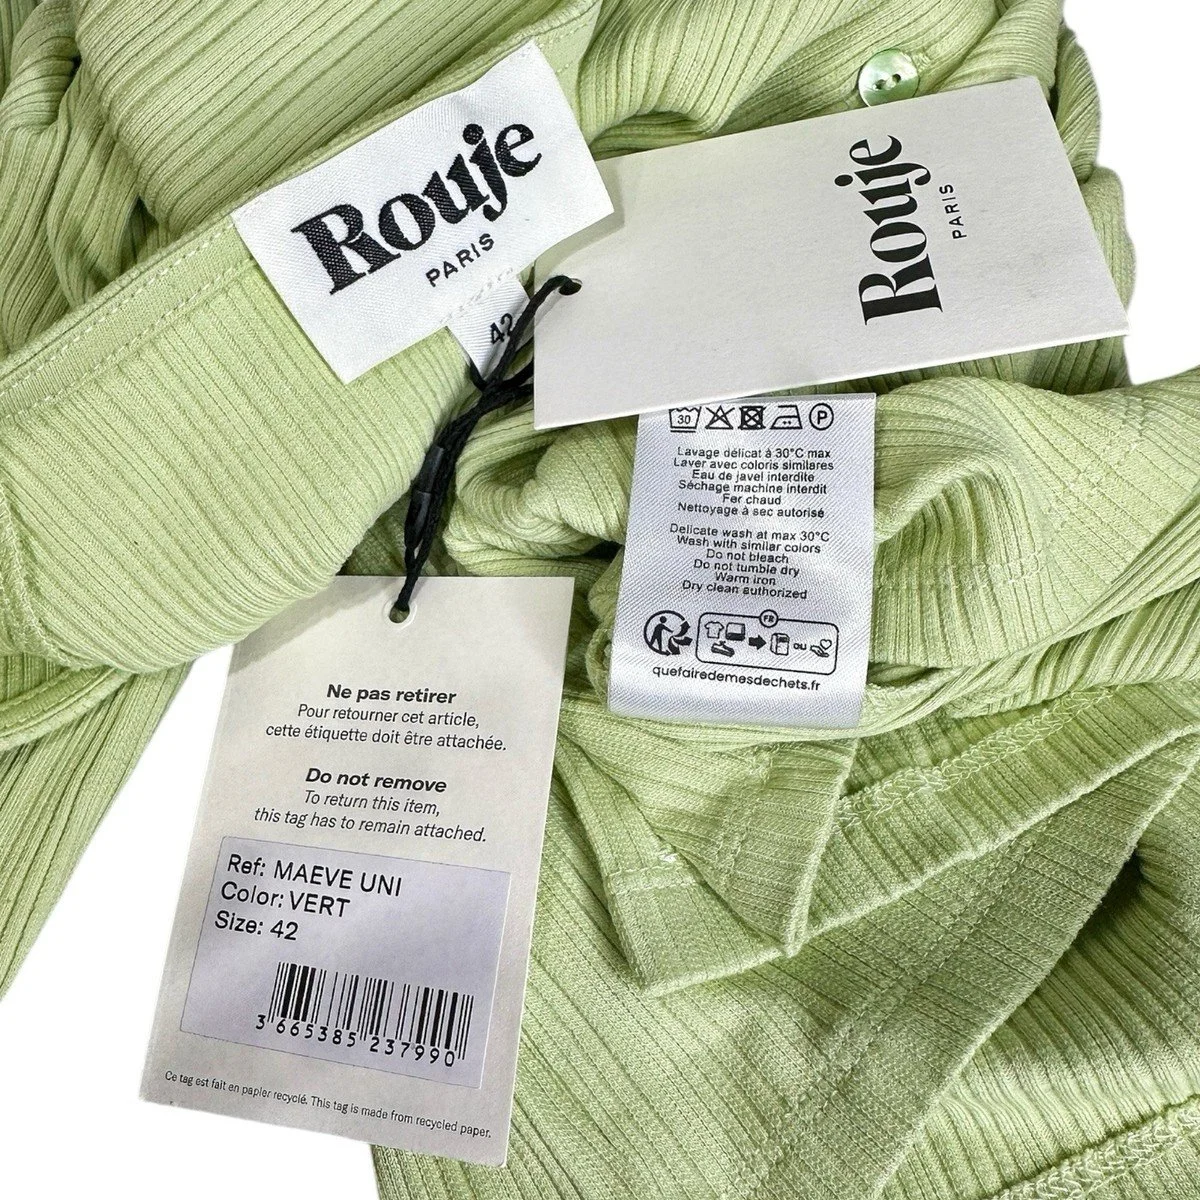 Rouje
PARIS
42
Rouje
PARIS
30
P
Lavage délicat à 30°C max
Laver avec coloris similares
Eau de javel interdite
Séchage machine interdit
Fer chaud
Nettoyage à sec autorisé
Delicate wash at max 30°C
Wash with similar colors
Do not bleach
Do not tumble dry
Warm iron
Dry clean authorized
FR
OU
quefairedemesdechets.fr
Ne pas retirer
Pour retourner cet article,
cette étiquette doit être attachée.
Do not remove
To return this item,
this tag has to remain attached.
Ref: MAEVE UNI
Color: VERT
Size: 42
3 665385 237990
Ce tag est fait en papier recyclé. This tag is made from recycled paper.